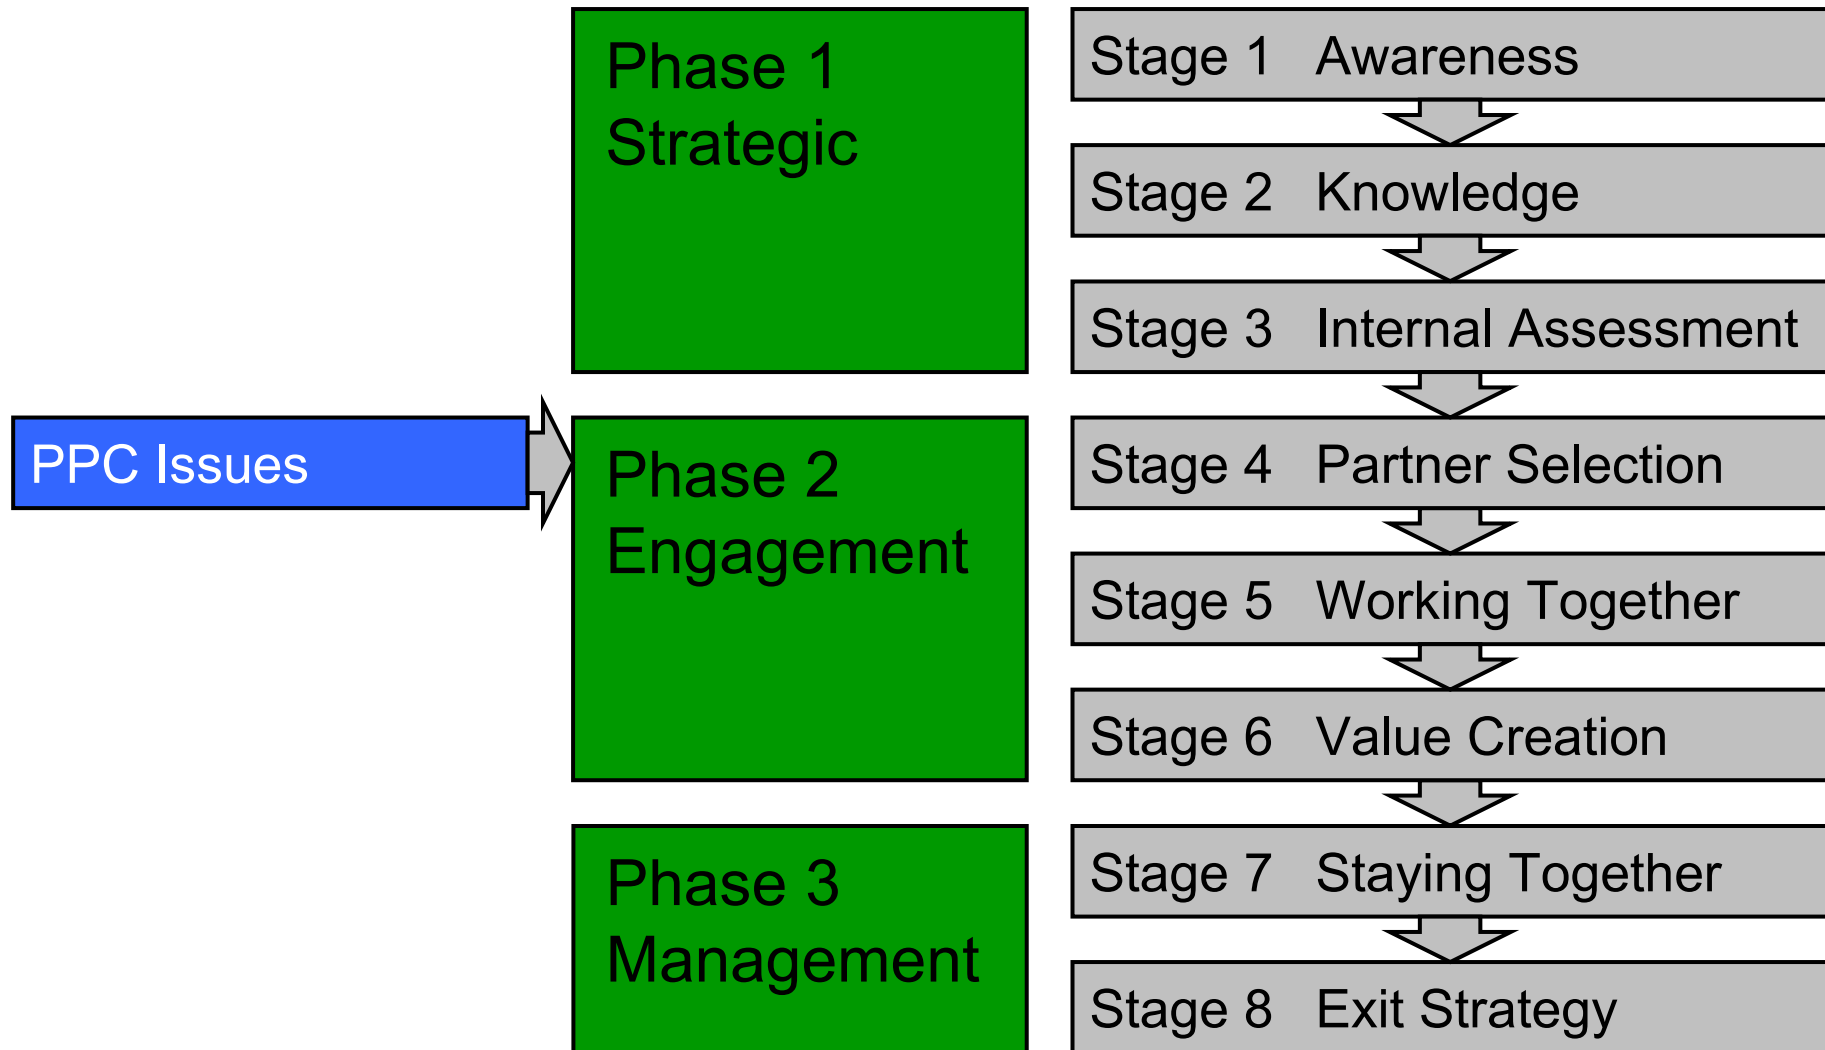 PPC Issues
Phase 1
Strategic
Phase 2
Engagement
Phase 3
Management
Stage 1 Awareness
Stage 2 Knowledge
Stage 3 Internal Assessment
Stage 4 Partner Selection
Stage 5 Working Together
Stage 6 Value Creation
Stage 7 Staying Together
Stage 8 Exit Strategy